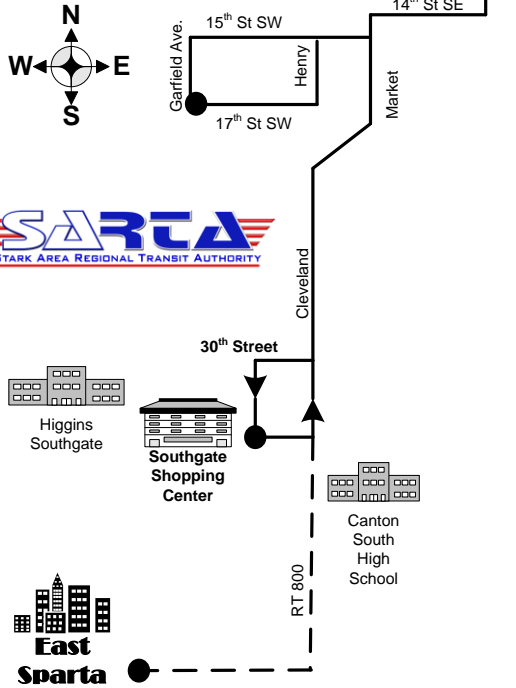 14th St SE
N
W
E
S
15th St SW
Garfield Ave.
Henry
Market
17th St SW
SARTA
STARK AREA REGIONAL TRANSIT AUTHORITY
Cleveland
30th Street
Higgins
Southgate
Southgate
Shopping
Center
Canton
South
High
School
RT 800
East
Sparta